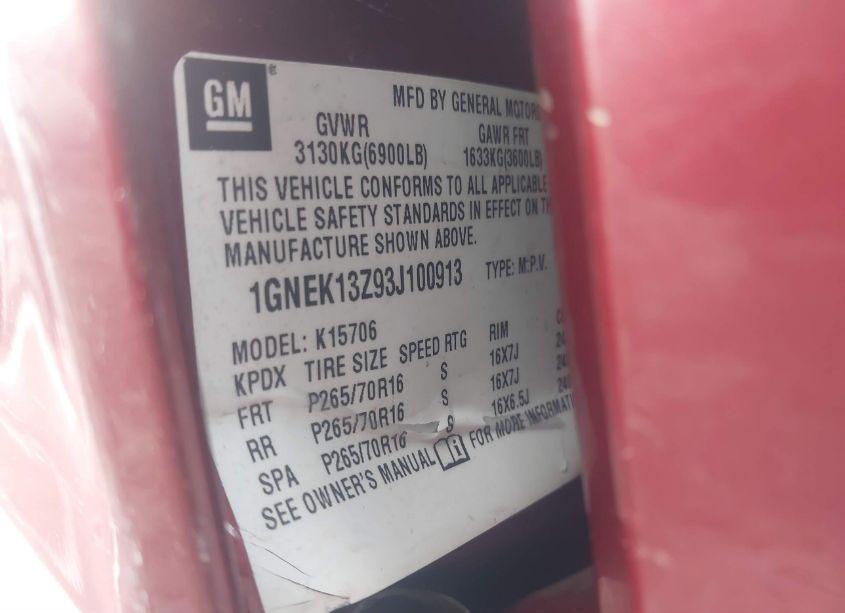 GM
MFD BY GENERAL MOTORS
GVWR GAWR FRT
3130KG(6900LB) 1633KG(3600LB)
THIS VEHICLE CONFORMS TO ALL APPLICABLE
VEHICLE SAFETY STANDARDS IN EFFECT ON
MANUFACTURE SHOWN ABOVE.
1GNEK13Z93J100913 TYPE: M.P.V.
MODEL: K15706
KPDX TIRE SIZE SPEED RTG RIM
FRT P265/70R16 S 16X7J
RR P265/70R16 S 16X7J
SPA P265/70R16 S 16X6.5J
SEE OWNER'S MANUAL FOR MORE